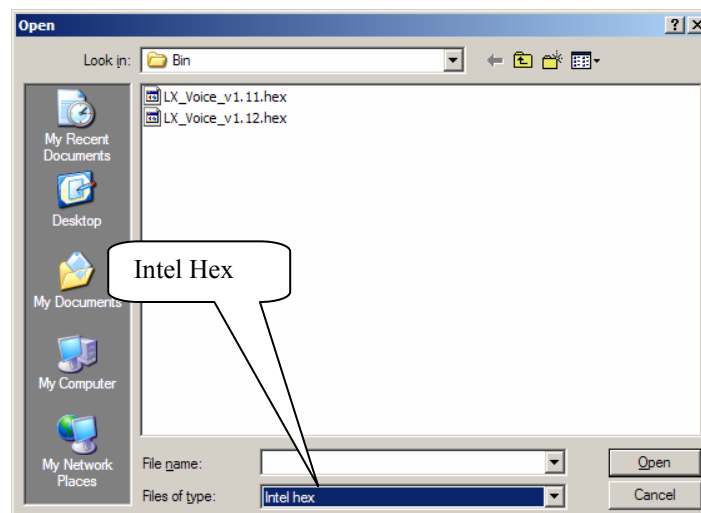 Open
Look in:
Bin
LX_Voice_v1.11.hex
LX_Voice_v1.12.hex
My Recent
Documents
Desktop
My Documents
My Computer
My Network
Places
Intel Hex
File name:
Open
Files of type:
Intel hex
Cancel